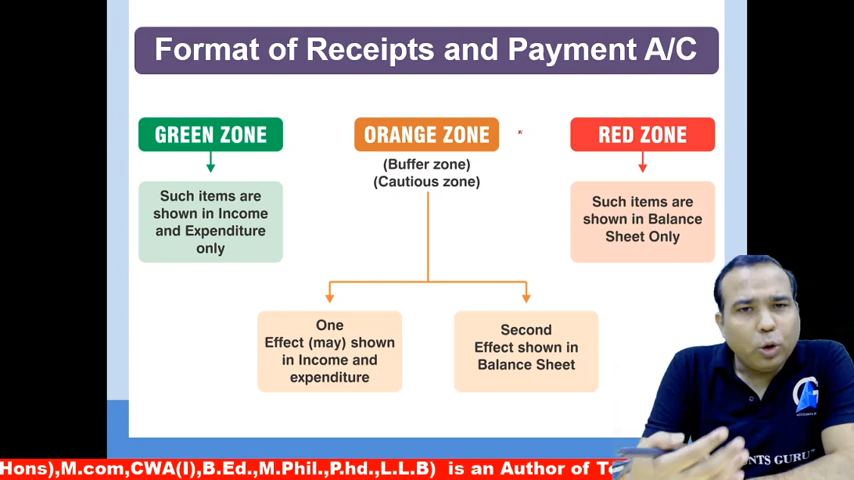 Format of Receipts and Payment A/C
GREEN ZONE
Such items are
shown in Income
and Expenditure
only
ORANGE ZONE
(Buffer zone)
(Cautious zone)
One
Effect (may) shown
in Income and
expenditure
Second
Effect shown in
Balance Sheet
RED ZONE
Such items are
shown in Balance
Sheet Only
NTS GURU
Hons),M.com,CWA(I),B.Ed.,M.Phil.,P.hd.,L.L.B) is an Author of